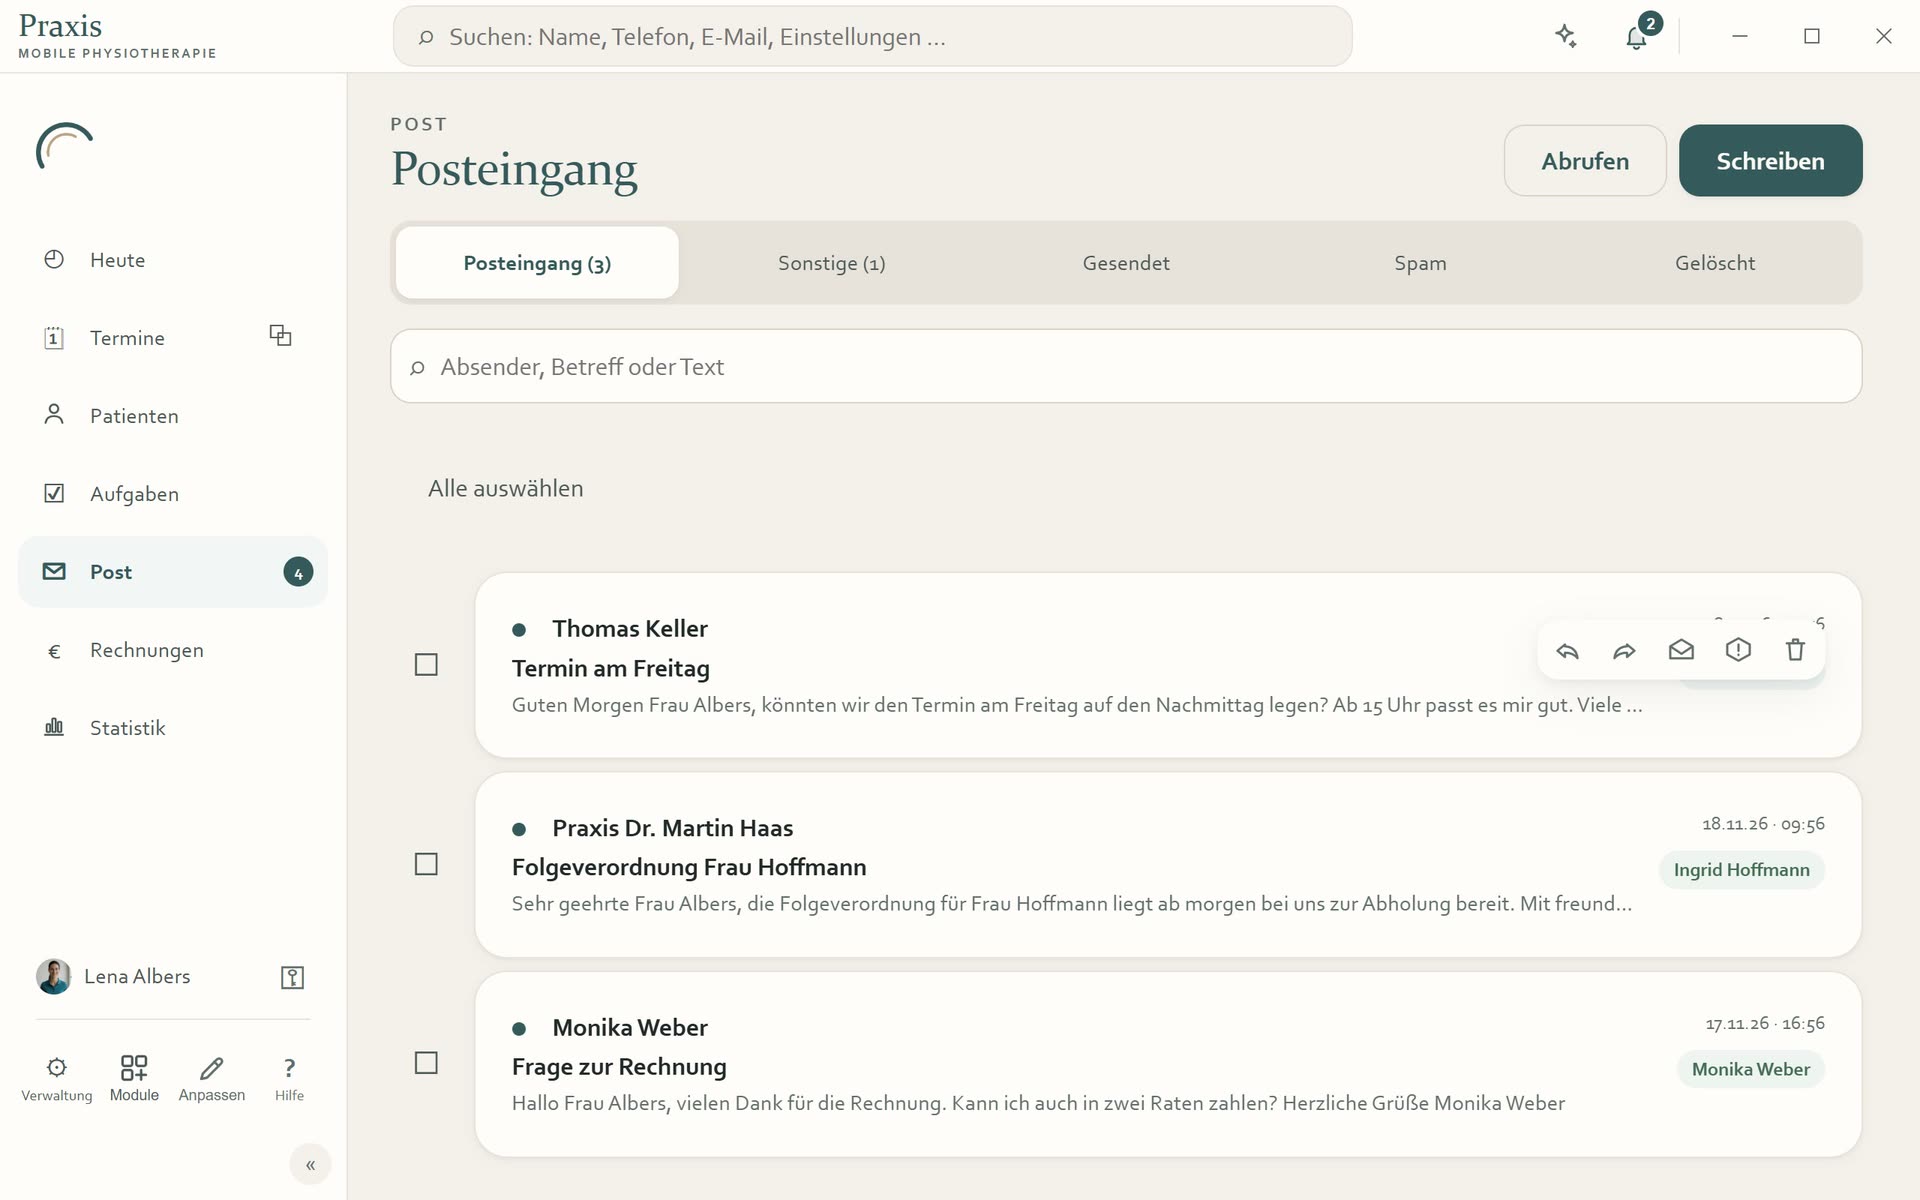 Praxis
MOBILE PHYSIOTHERAPIE
Suchen: Name, Telefon, E-Mail, Einstellungen ...
2
Heute
1 Termine
Patienten
Aufgaben
Post 4
€ Rechnungen
Statistik
Lena Albers
Verwaltung Module Anpassen ? Hilfe
«
POST
Posteingang
Abrufen Schreiben
Posteingang (3) Sonstige (1) Gesendet Spam Gelöscht
Absender, Betreff oder Text
Alle auswählen
Thomas Keller
Termin am Freitag
Guten Morgen Frau Albers, könnten wir den Termin am Freitag auf den Nachmittag legen? Ab 15 Uhr passt es mir gut. Viele ...
Praxis Dr. Martin Haas 18.11.26 · 09:56
Folgeverordnung Frau Hoffmann Ingrid Hoffmann
Sehr geehrte Frau Albers, die Folgeverordnung für Frau Hoffmann liegt ab morgen bei uns zur Abholung bereit. Mit freund...
Monika Weber 17.11.26 · 16:56
Frage zur Rechnung Monika Weber
Hallo Frau Albers, vielen Dank für die Rechnung. Kann ich auch in zwei Raten zahlen? Herzliche Grüße Monika Weber